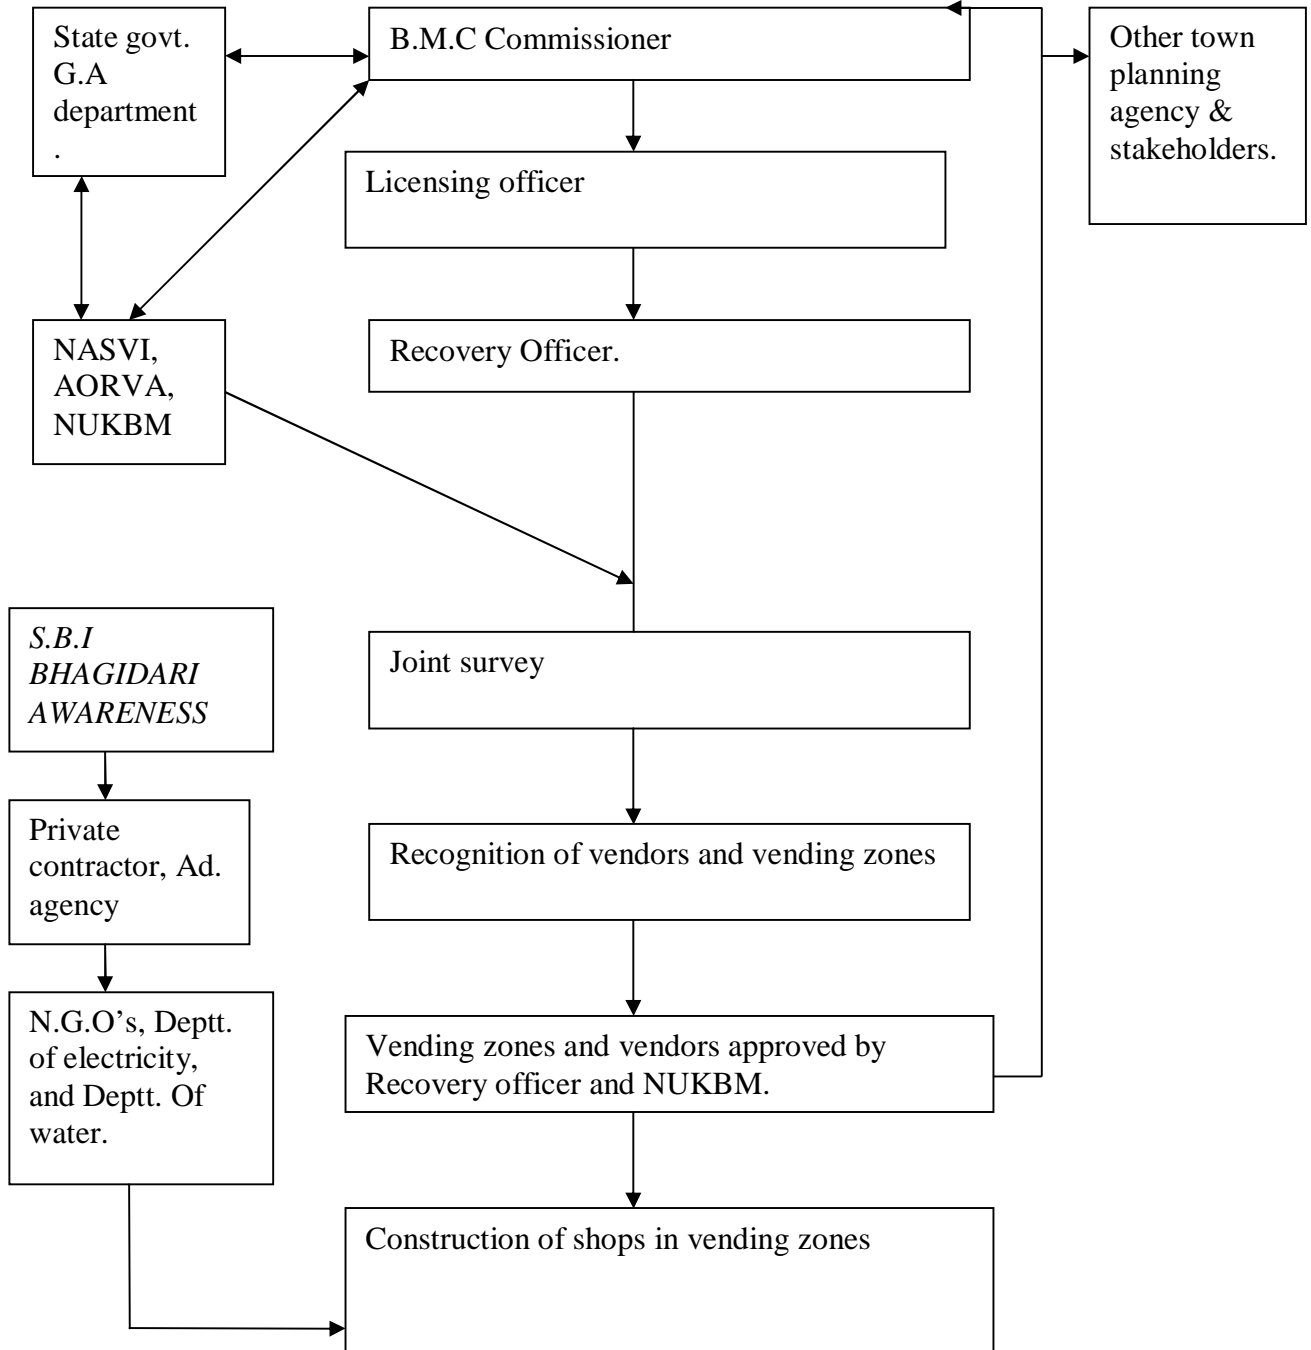 State govt.
G.A
department
.
B.M.C Commissioner
Other town
planning
agency &
stakeholders.
Licensing officer
NASVI,
AORVA,
NUKBM
Recovery Officer.
S.B.I
BHAGIDARI
AWARENESS
Joint survey
Private
contractor, Ad.
agency
Recognition of vendors and vending zones
N.G.O’s, Deptt.
of electricity,
and Deptt. Of
water.
Vending zones and vendors approved by
Recovery officer and NUKBM.
Construction of shops in vending zones